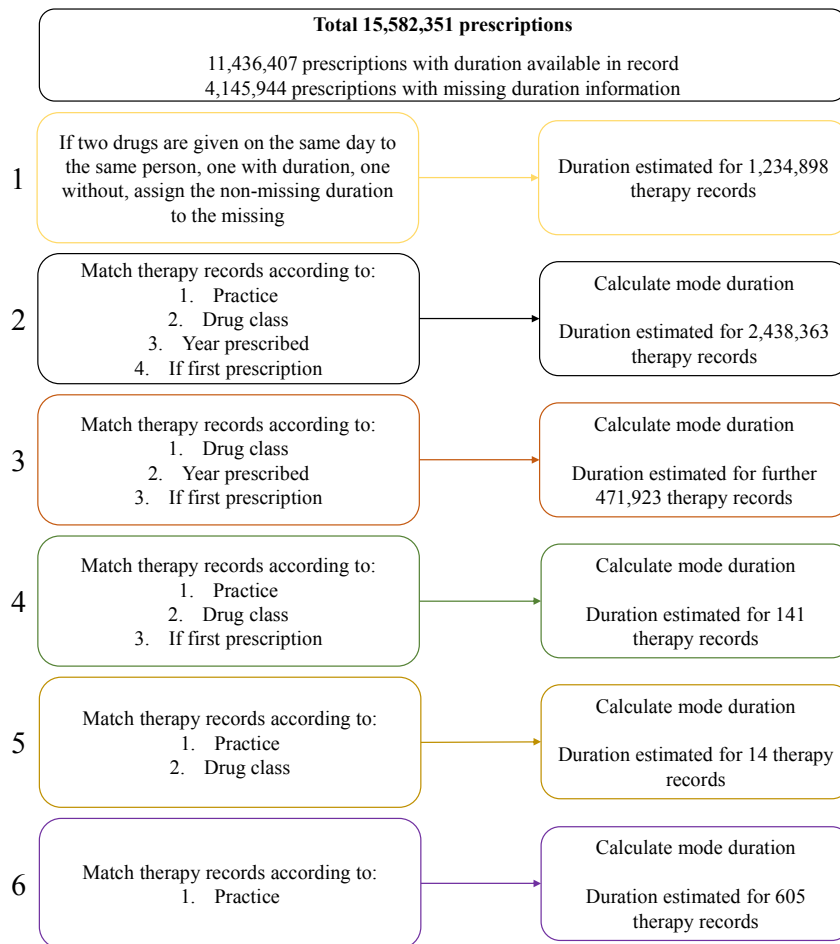 Total 15,582,351 prescriptions
11,436,407 prescriptions with duration available in record
4,145,944 prescriptions with missing duration information
1
If two drugs are given on the same day to
the same person, one with duration, one
without, assign the non-missing duration
to the missing
Duration estimated for 1,234,898
therapy records
2
Match therapy records according to:
1. Practice
2. Drug class
3. Year prescribed
4. If first prescription
Calculate mode duration
Duration estimated for 2,438,363
therapy records
3
Match therapy records according to:
1. Drug class
2. Year prescribed
3. If first prescription
Calculate mode duration
Duration estimated for further
471,923 therapy records
4
Match therapy records according to:
1. Practice
2. Drug class
3. If first prescription
Calculate mode duration
Duration estimated for 141
therapy records
5
Match therapy records according to:
1. Practice
2. Drug class
Calculate mode duration
Duration estimated for 14 therapy
records
6
Match therapy records according to:
1. Practice
Calculate mode duration
Duration estimated for 605
therapy records